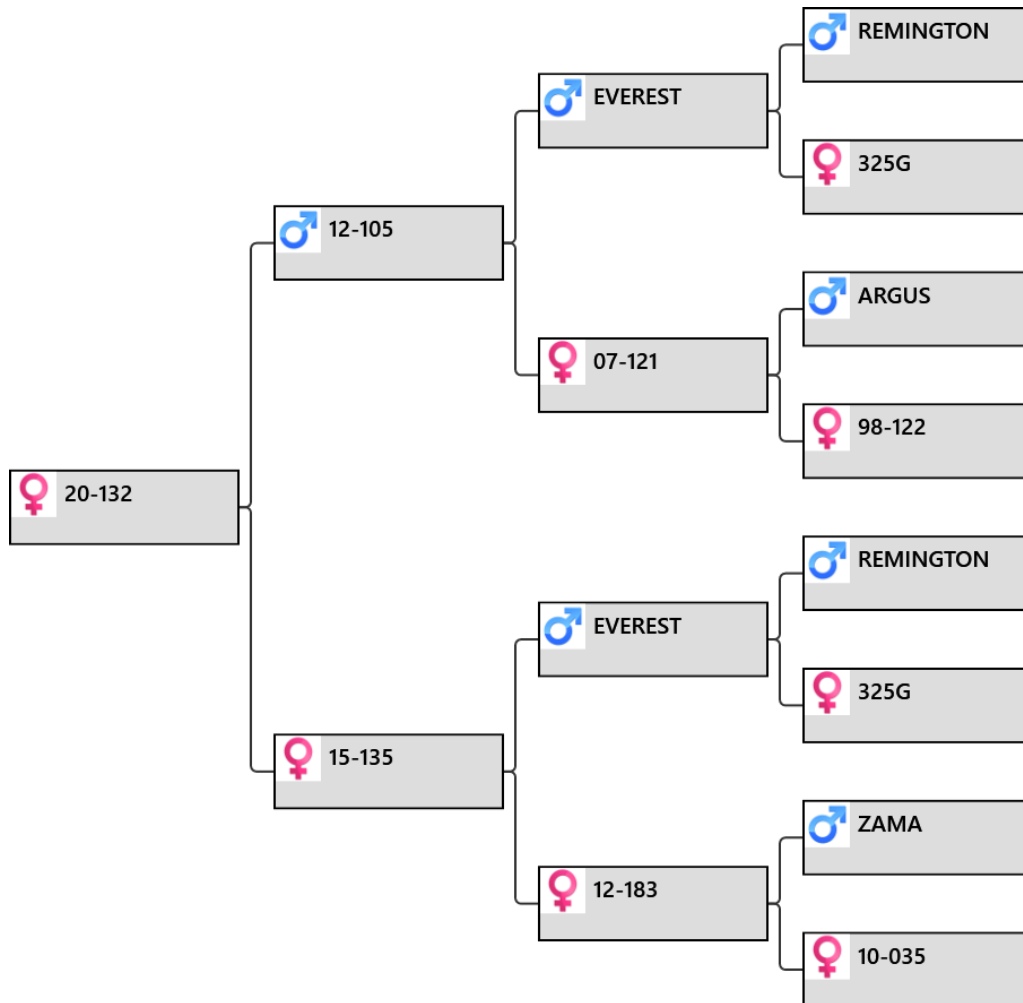 REMINGTON
EVEREST
325G
12-105
ARGUS
07-121
98-122
20-132
REMINGTON
EVEREST
325G
15-135
ZAMA
12-183
10-035